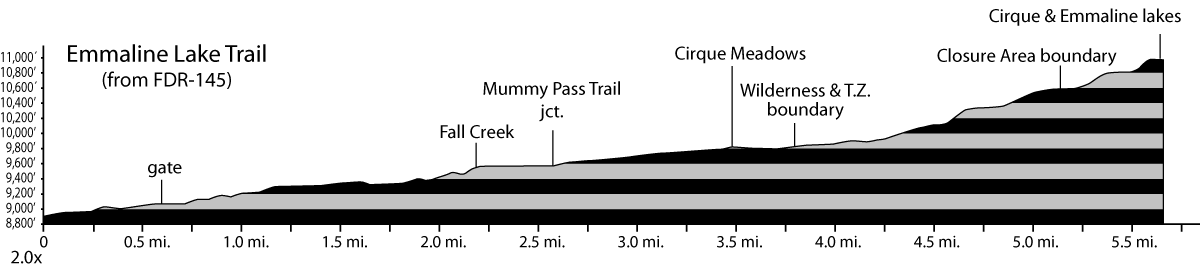 Cirque & Emmaline lakes
Emmaline Lake Trail
(from FDR-145)
Cirque Meadows
Closure Area boundary
Mummy Pass Trail
jct.
Wilderness & T.Z.
boundary
Fall Creek
gate
11,000′
10,800′
10,600′
10,400′
10,200′
10,000′
9,800′
9,600′
9,400′
9,200′
9,000′
8,800′
0 0.5 mi. 1.0 mi. 1.5 mi. 2.0 mi. 2.5 mi. 3.0 mi. 3.5 mi. 4.0 mi. 4.5 mi. 5.0 mi. 5.5 mi.
2.0x